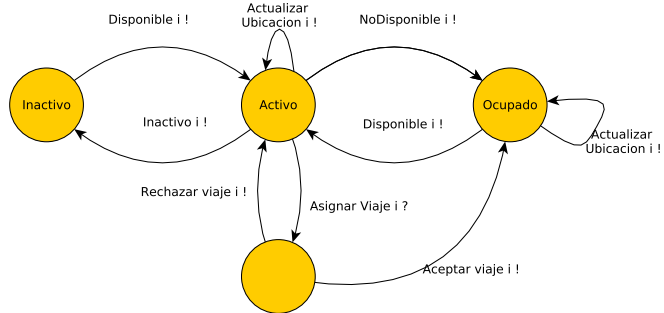 Actualizar
Ubicacion i !
Disponible i !
NoDisponible i !
Inactivo
Activo
Ocupado
Inactivo i !
Disponible i !
Actualizar
Ubicacion i !
Rechazar viaje i !
Asignar Viaje i ?
Aceptar viaje i !